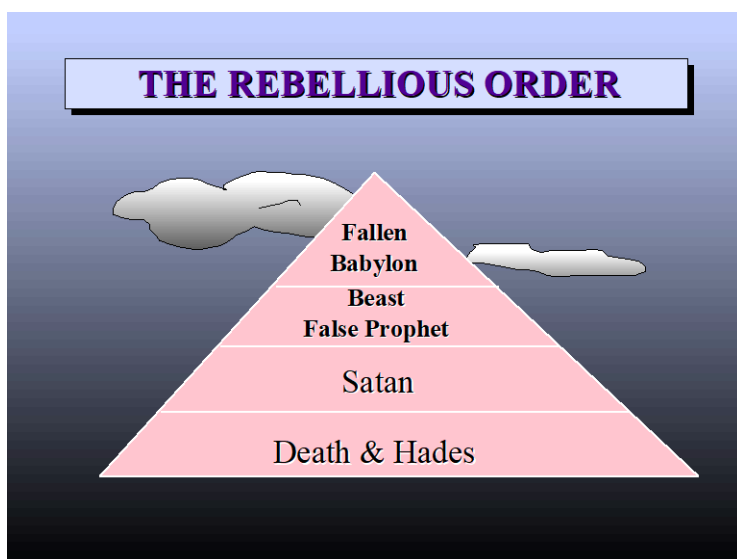 THE REBELLIOUS ORDER
Fallen
Babylon
Beast
False Prophet
Satan
Death & Hades